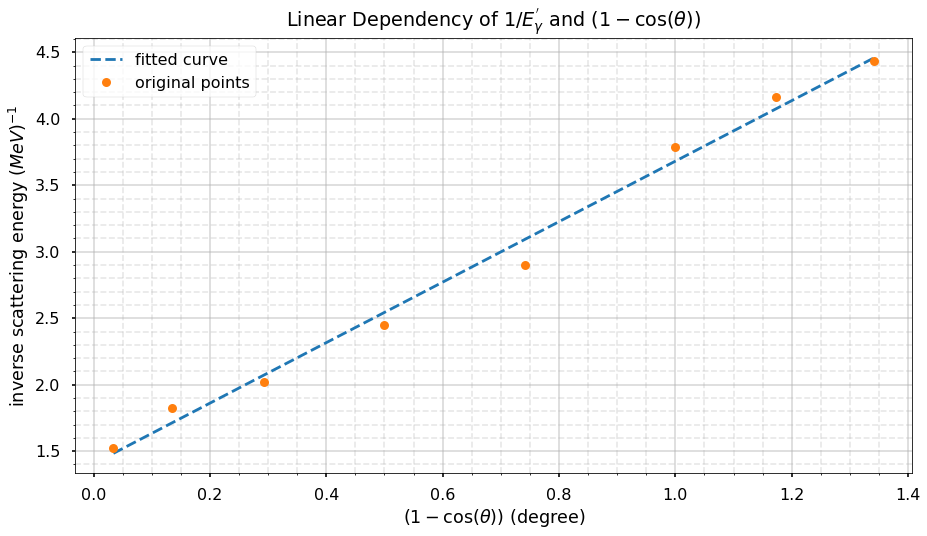 Linear Dependency of 1/E'γ and (1 − cos(θ))
fitted curve
original points
inverse scattering energy (MeV)⁻¹
4.5
4.0
3.5
3.0
2.5
2.0
1.5
0.0 0.2 0.4 0.6 0.8 1.0 1.2 1.4
(1 − cos(θ)) (degree)